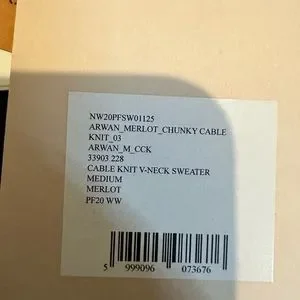 NW20PFSW01125
ARWAN_MERLOT_CHUNKY CABLE
KNIT_03
ARWAN_M_CCK
33903 228
CABLE KNIT V-NECK SWEATER
MEDIUM
MERLOT
PF20 WW
5 999096 073676